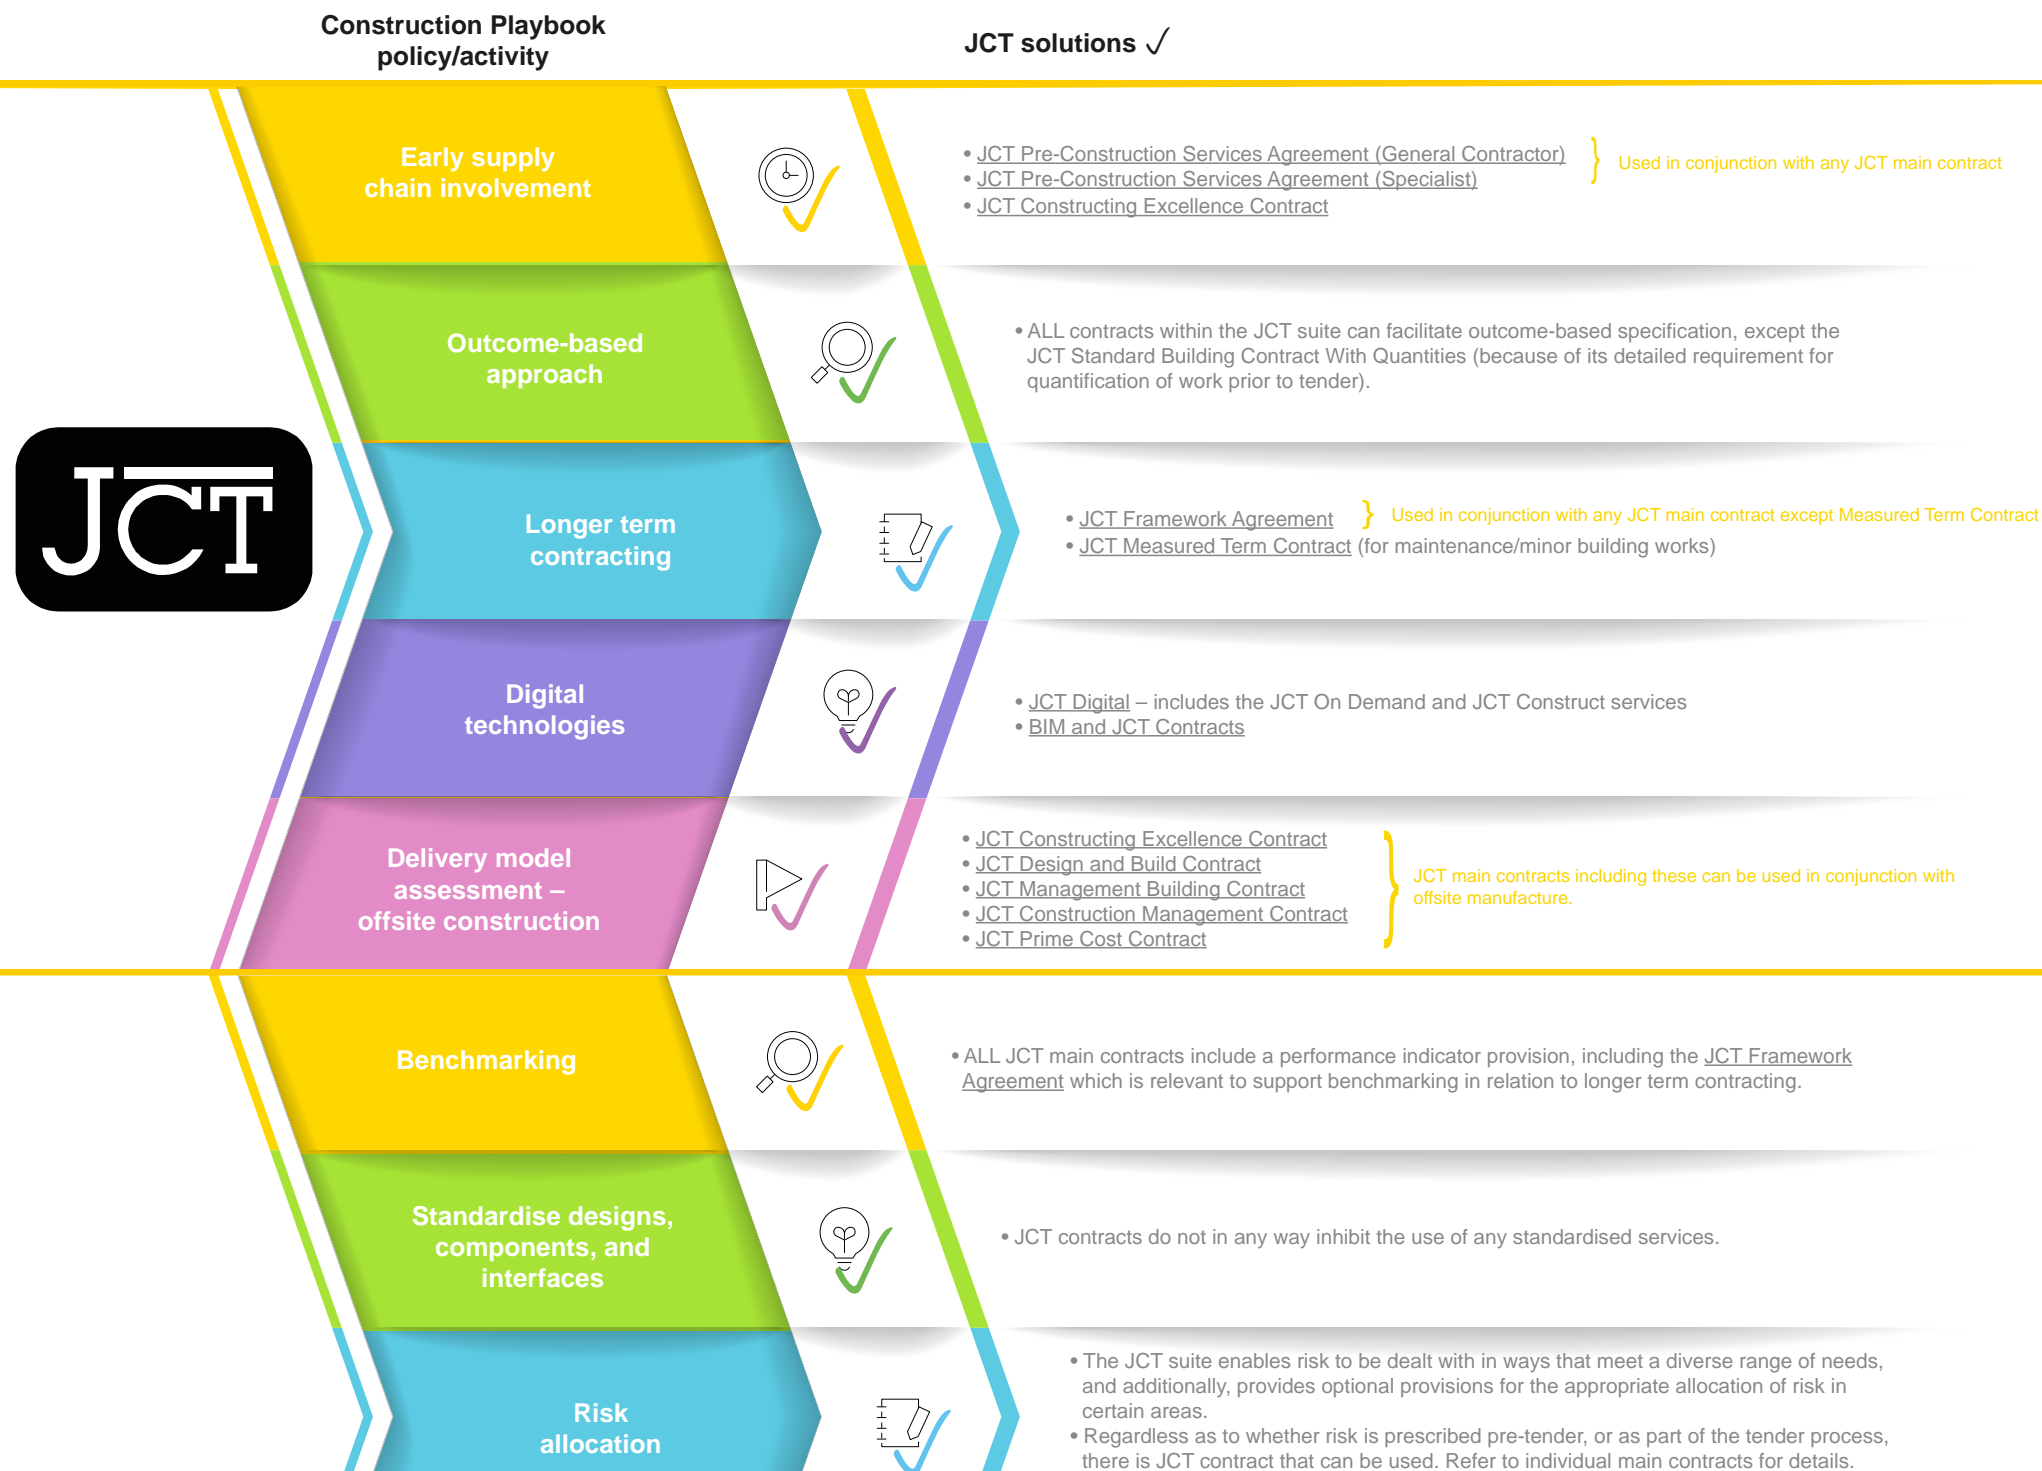 Construction Playbook
policy/activity
JCT solutions ✓
JCT
Early supply
chain involvement
• JCT Pre-Construction Services Agreement (General Contractor)
• JCT Pre-Construction Services Agreement (Specialist)
} Used in conjunction with any JCT main contract
• JCT Constructing Excellence Contract
Outcome-based
approach
• ALL contracts within the JCT suite can facilitate outcome-based specification, except the
JCT Standard Building Contract With Quantities (because of its detailed requirement for
quantification of work prior to tender).
Longer term
contracting
• JCT Framework Agreement } Used in conjunction with any JCT main contract except Measured Term Contract
• JCT Measured Term Contract (for maintenance/minor building works)
Digital
technologies
• JCT Digital – includes the JCT On Demand and JCT Construct services
• BIM and JCT Contracts
Delivery model
assessment –
offsite construction
• JCT Constructing Excellence Contract
• JCT Design and Build Contract
• JCT Management Building Contract
• JCT Construction Management Contract
• JCT Prime Cost Contract
} JCT main contracts including these can be used in conjunction with
offsite manufacture.
Benchmarking
• ALL JCT main contracts include a performance indicator provision, including the JCT Framework
Agreement which is relevant to support benchmarking in relation to longer term contracting.
Standardise designs,
components, and
interfaces
• JCT contracts do not in any way inhibit the use of any standardised services.
Risk
allocation
• The JCT suite enables risk to be dealt with in ways that meet a diverse range of needs,
and additionally, provides optional provisions for the appropriate allocation of risk in
certain areas.
• Regardless as to whether risk is prescribed pre-tender, or as part of the tender process,
there is JCT contract that can be used. Refer to individual main contracts for details.